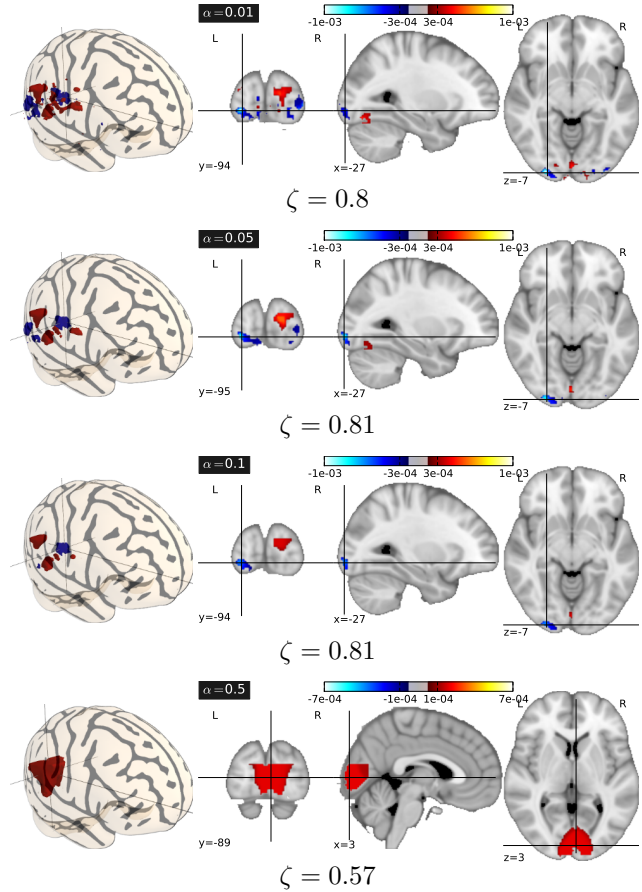 α=0.01
-1e-03 -3e-04 3e-04 1e-03
L R L R
y=-94 x=-27 z=-7
ζ = 0.8
α=0.05
-1e-03 -3e-04 3e-04 1e-03
L R L R
y=-95 x=-27 z=-7
ζ = 0.81
α=0.1
-1e-03 -3e-04 3e-04 1e-03
L R L R
y=-94 x=-27 z=-7
ζ = 0.81
α=0.5
-7e-04 -1e-04 1e-04 7e-04
L R L R
y=-89 x=3 z=3
ζ = 0.57